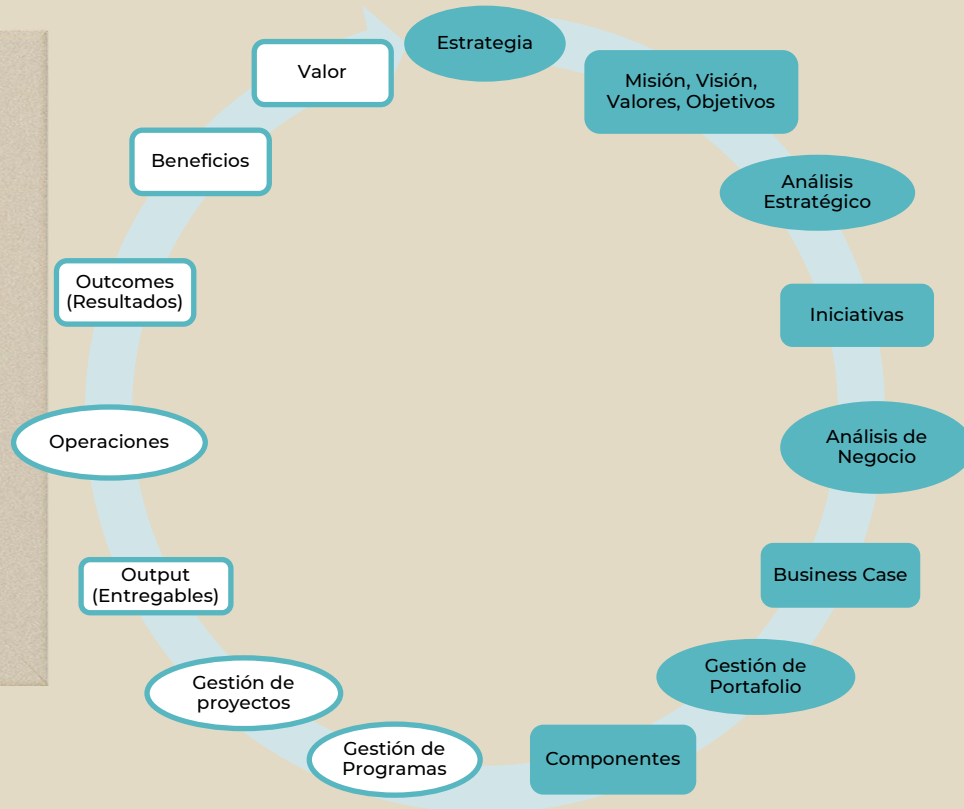 Estrategia
Misión, Visión,
Valores, Objetivos
Análisis
Estratégico
Iniciativas
Análisis de
Negocio
Business Case
Gestión de
Portafolio
Componentes
Gestión de
Programas
Gestión de
proyectos
Output
(Entregables)
Operaciones
Outcomes
(Resultados)
Beneficios
Valor